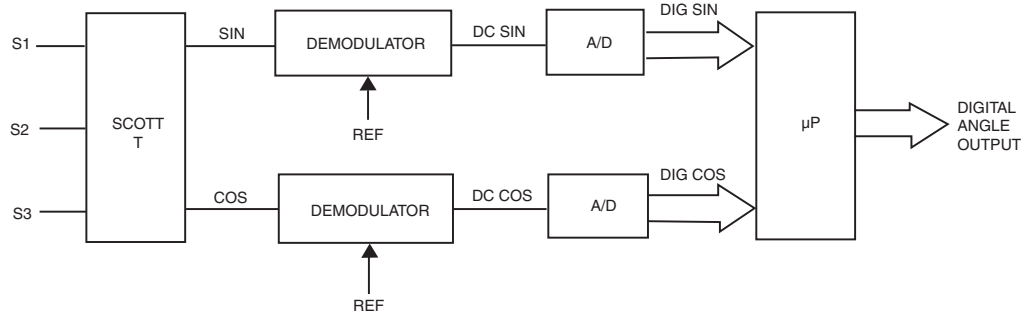 S1
S2
S3
SCOTT
T
SIN
DEMODULATOR
REF
DC SIN
A/D
DIG SIN
COS
DEMODULATOR
REF
DC COS
A/D
DIG COS
µP
DIGITAL
ANGLE
OUTPUT